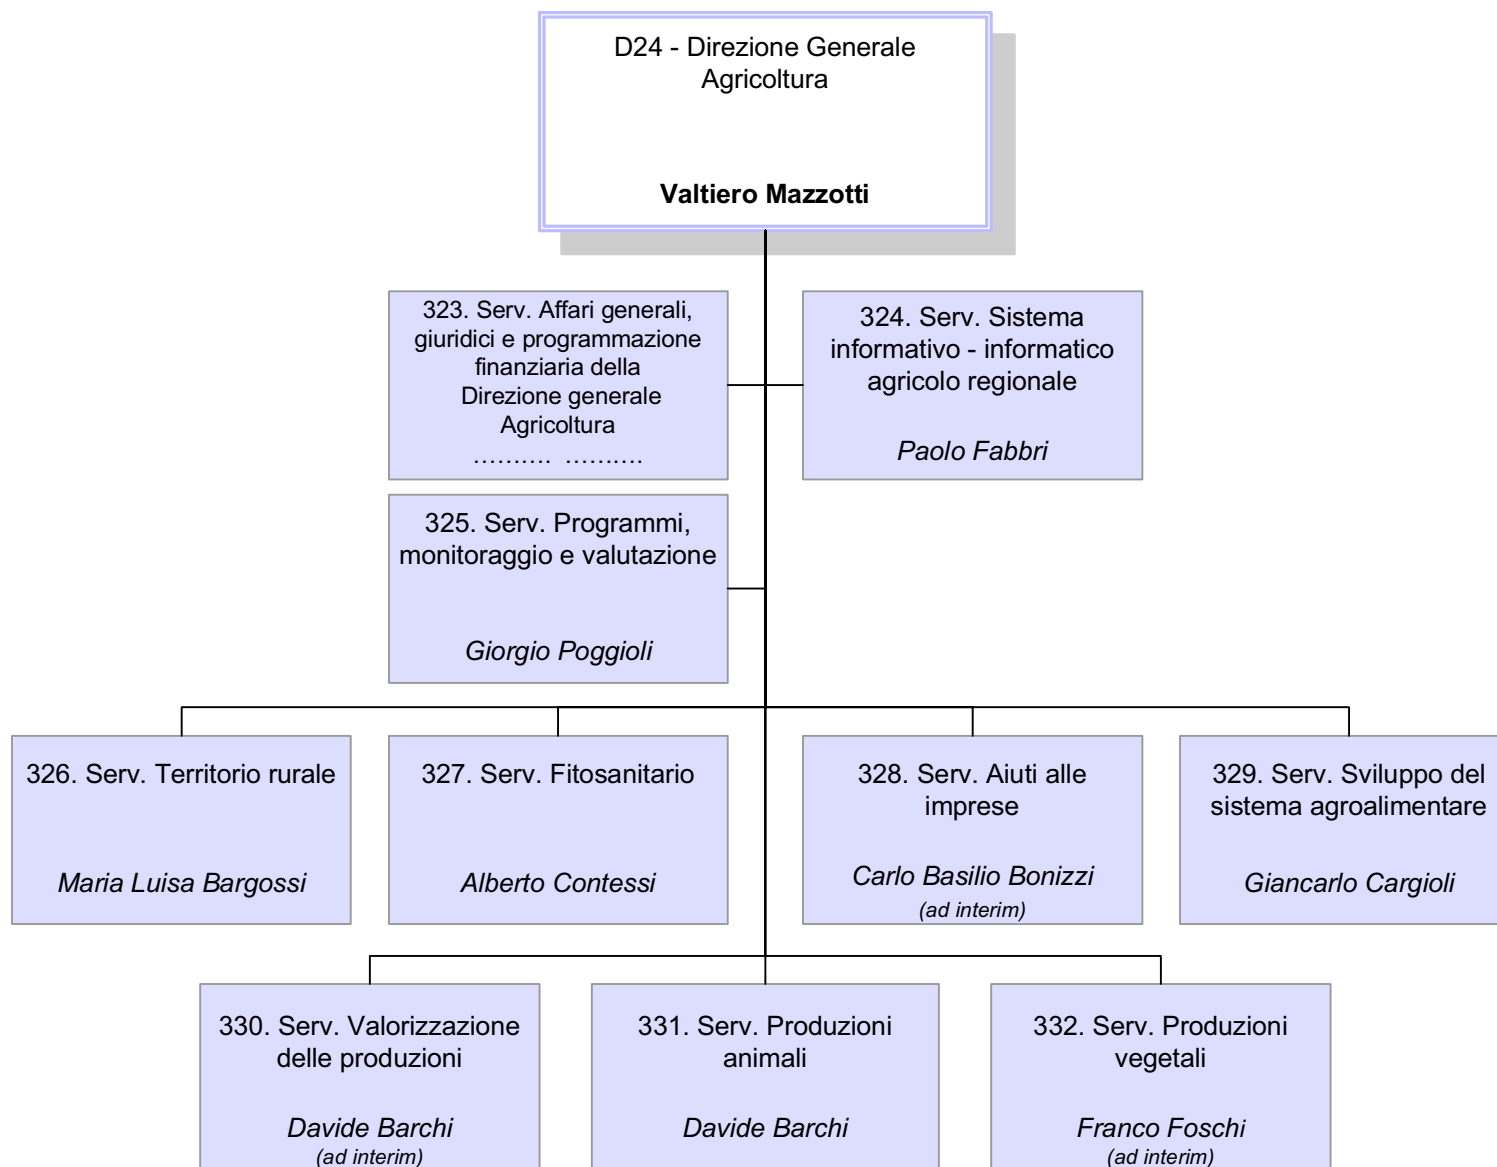 D24 - Direzione Generale
Agricoltura
Valtiero Mazzotti
323. Serv. Affari generali,
giuridici e programmazione
finanziaria della
Direzione generale
Agricoltura
.......... ..........
324. Serv. Sistema
informativo - informatico
agricolo regionale
Paolo Fabbri
325. Serv. Programmi,
monitoraggio e valutazione
Giorgio Poggioli
326. Serv. Territorio rurale
Maria Luisa Bargossi
327. Serv. Fitosanitario
Alberto Contessi
328. Serv. Aiuti alle
imprese
Carlo Basilio Bonizzi
(ad interim)
329. Serv. Sviluppo del
sistema agroalimentare
Giancarlo Cargioli
330. Serv. Valorizzazione
delle produzioni
Davide Barchi
(ad interim)
331. Serv. Produzioni
animali
Davide Barchi
332. Serv. Produzioni
vegetali
Franco Foschi
(ad interim)